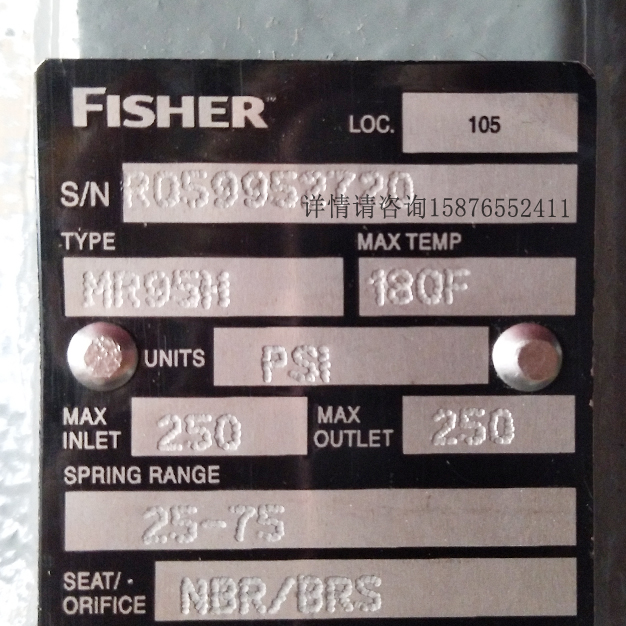 FISHER™
LOC. 105
S/N R059952720
详情请咨询15876552411
TYPE MAX TEMP
MR95H 180F
UNITS PSI
MAX INLET 250 MAX OUTLET 250
SPRING RANGE
25-75
SEAT/ORIFICE NBR/BRS